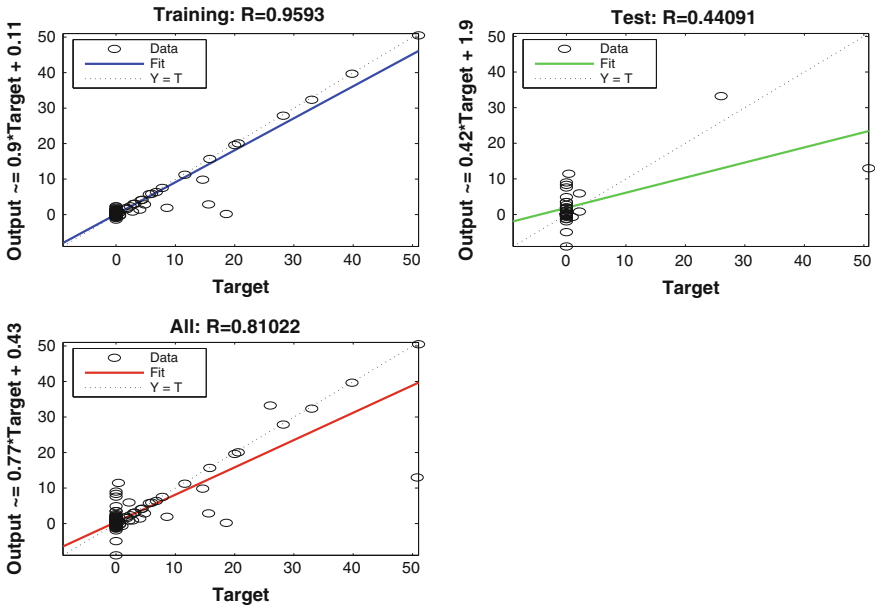 Training: R=0.9593
Output ~= 0.9*Target + 0.11
50
40
30
20
10
0
Data
Fit
Y = T
0 10 20 30 40 50
Target
Test: R=0.44091
Output ~= 0.42*Target + 1.9
50
40
30
20
10
0
Data
Fit
Y = T
0 10 20 30 40 50
Target
All: R=0.81022
Output ~= 0.77*Target + 0.43
50
40
30
20
10
0
Data
Fit
Y = T
0 10 20 30 40 50
Target